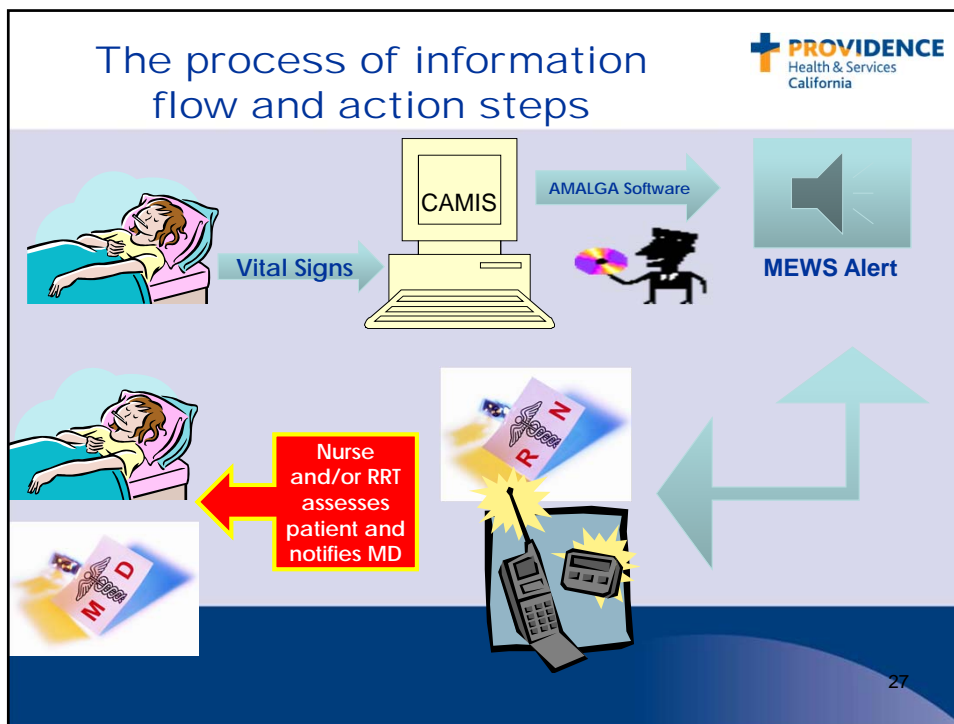 The process of information
flow and action steps
PROVIDENCE
Health & Services
California
Vital Signs
CAMIS
AMALGA Software
MEWS Alert
R N
Nurse
and/or RRT
assesses
patient and
notifies MD
M D
27